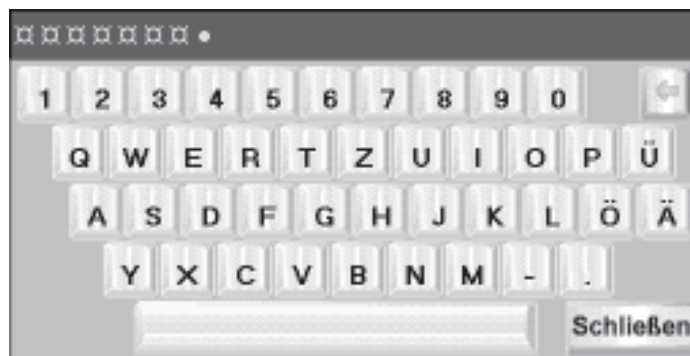 ¤¤¤¤¤¤¤•
1 2 3 4 5 6 7 8 9 0
Q W E R T Z U I O P Ü
A S D F G H J K L Ö Ä
Y X C V B N M - .
Schließen